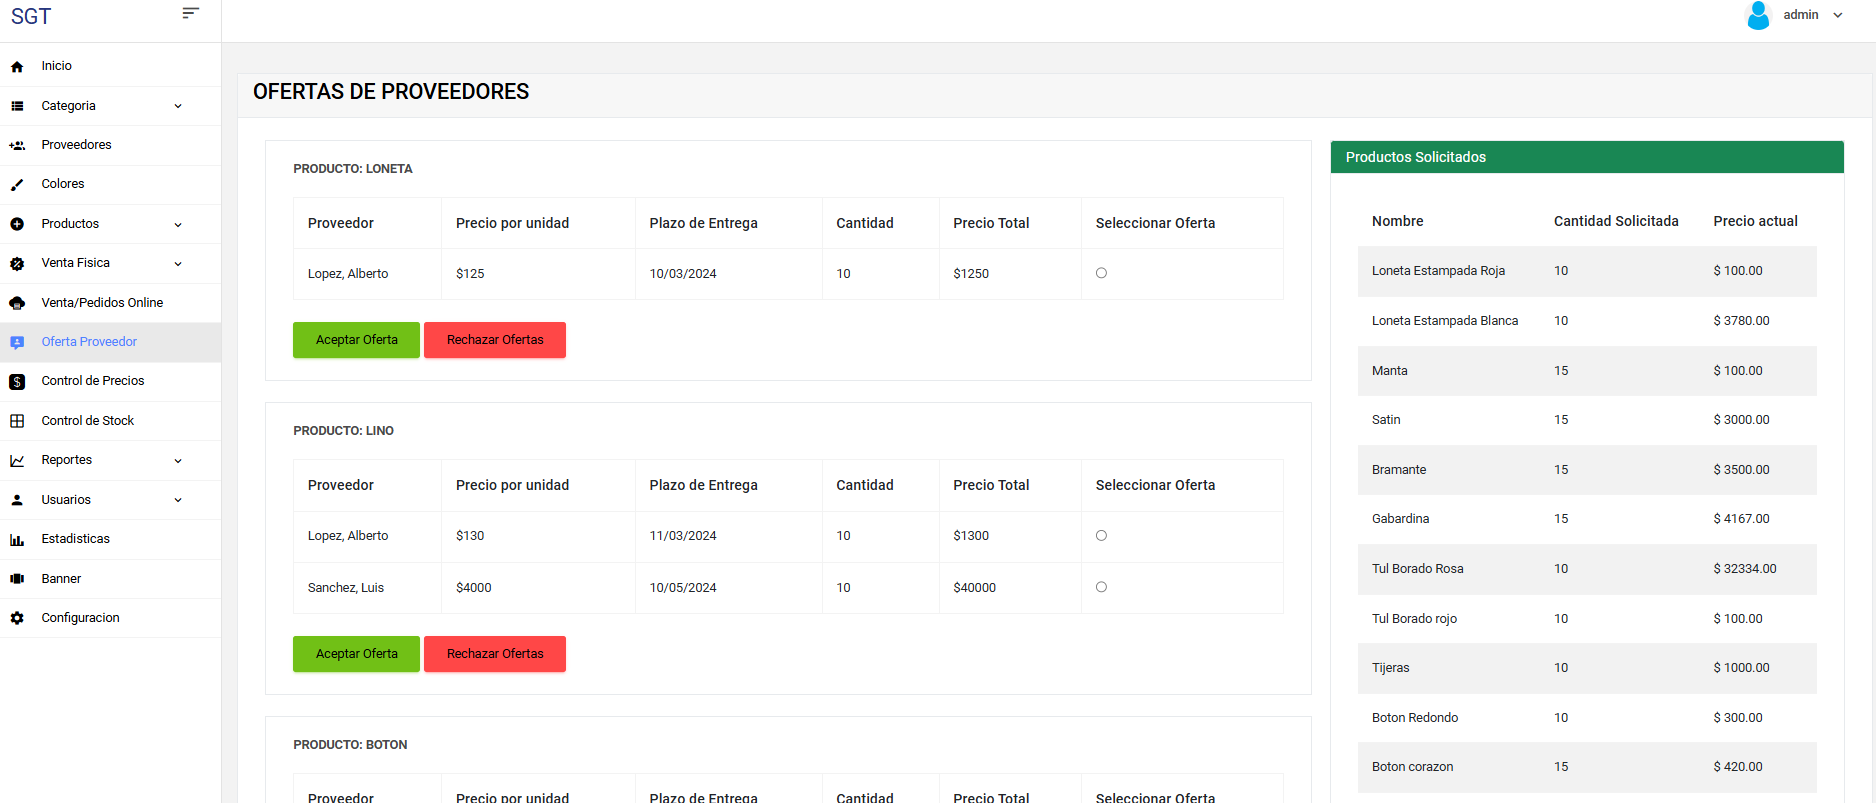 SGT
admin
Inicio
Categoria
Proveedores
Colores
Productos
Venta Fisica
Venta/Pedidos Online
Oferta Proveedor
Control de Precios
Control de Stock
Reportes
Usuarios
Estadisticas
Banner
Configuracion
OFERTAS DE PROVEEDORES
PRODUCTO: LONETA
Proveedor Precio por unidad Plazo de Entrega Cantidad Precio Total Seleccionar Oferta
Lopez, Alberto $125 10/03/2024 10 $1250
Aceptar Oferta Rechazar Ofertas
PRODUCTO: LINO
Proveedor Precio por unidad Plazo de Entrega Cantidad Precio Total Seleccionar Oferta
Lopez, Alberto $130 11/03/2024 10 $1300
Sanchez, Luis $4000 10/05/2024 10 $40000
Aceptar Oferta Rechazar Ofertas
PRODUCTO: BOTON
Proveedor Precio por unidad Plazo de Entrega Cantidad Precio Total Seleccionar Oferta
Productos Solicitados
Nombre Cantidad Solicitada Precio actual
Loneta Estampada Roja 10 $ 100.00
Loneta Estampada Blanca 10 $ 3780.00
Manta 15 $ 100.00
Satin 15 $ 3000.00
Bramante 15 $ 3500.00
Gabardina 15 $ 4167.00
Tul Borado Rosa 10 $ 32334.00
Tul Borado rojo 10 $ 100.00
Tijeras 10 $ 1000.00
Boton Redondo 10 $ 300.00
Boton corazon 15 $ 420.00